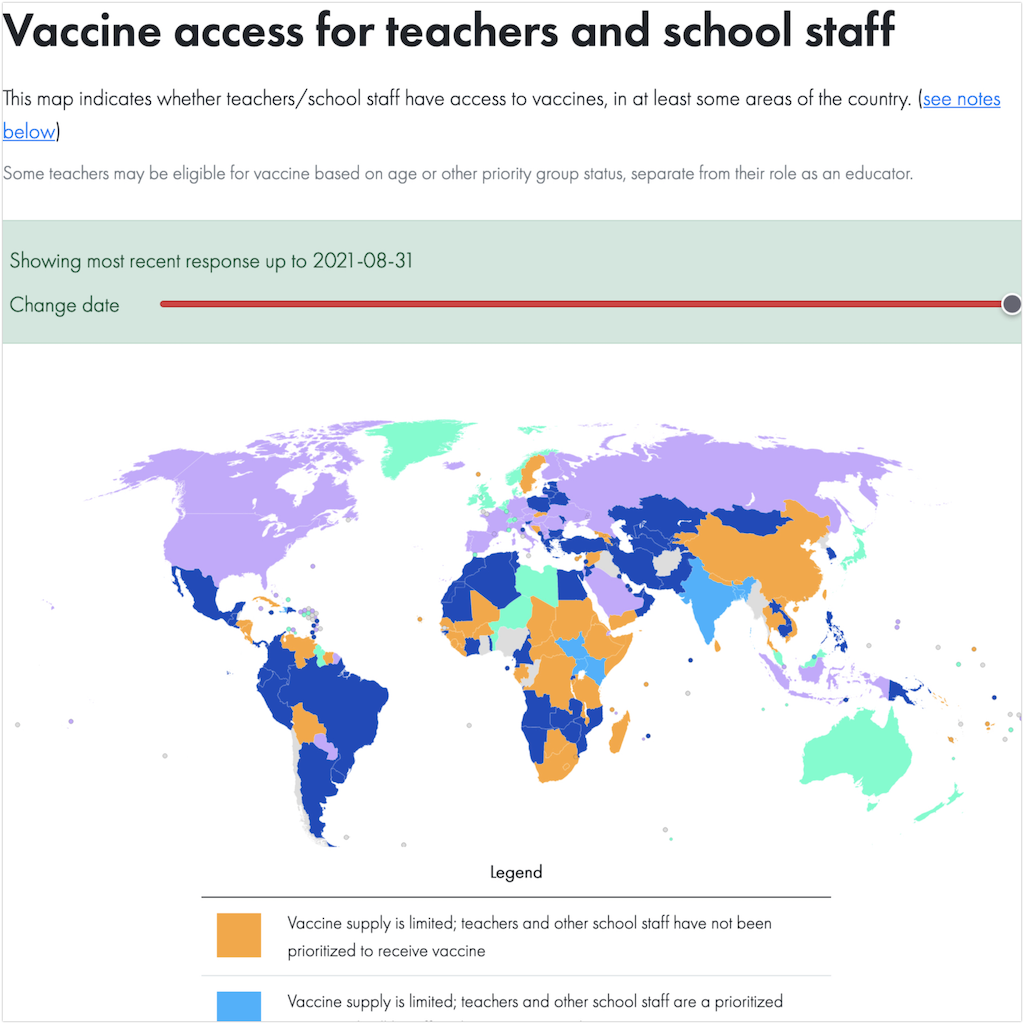 Vaccine access for teachers and school staff
This map indicates whether teachers/school staff have access to vaccines, in at least some areas of the country. (see notes
below)
Some teachers may be eligible for vaccine based on age or other priority group status, separate from their role as an educator.
Showing most recent response up to 2021-08-31
Change date
Legend
Vaccine supply is limited; teachers and other school staff have not been
prioritized to receive vaccine
Vaccine supply is limited; teachers and other school staff are a prioritized